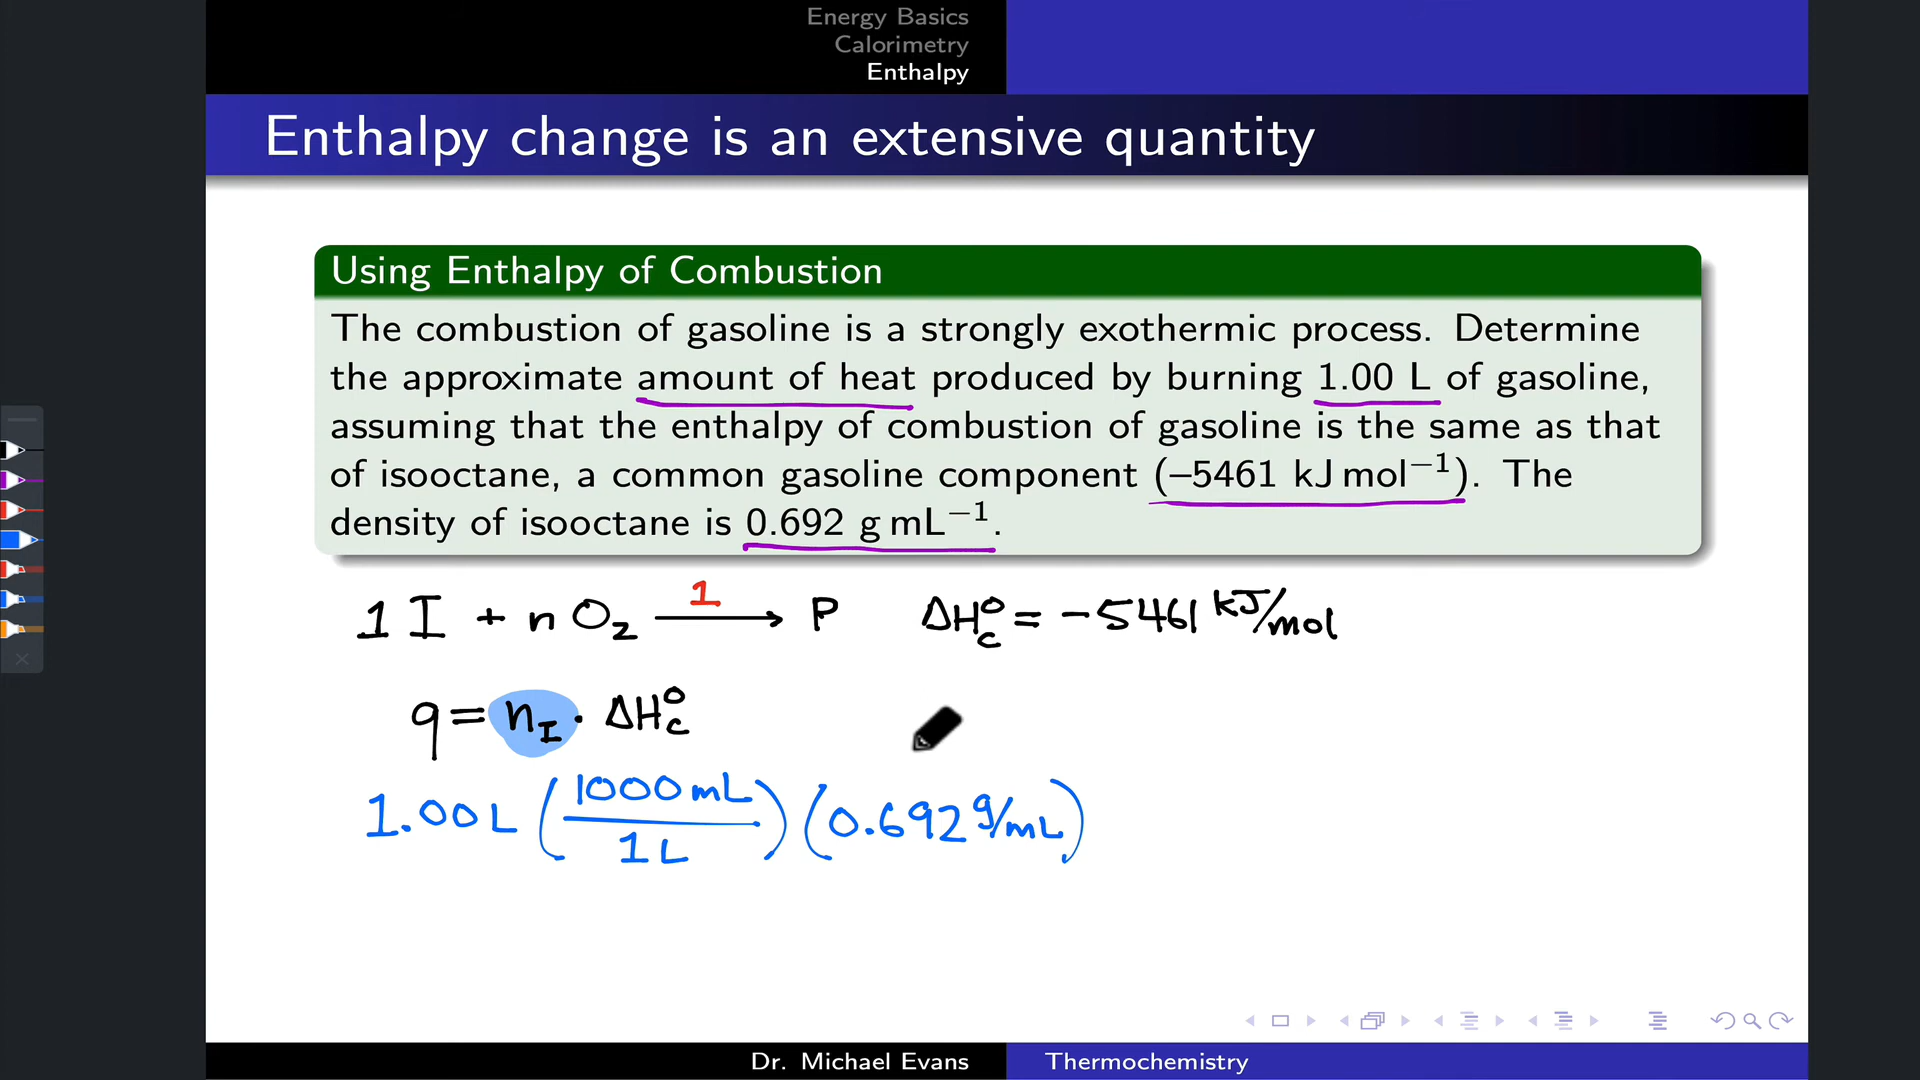 Energy Basics
Calorimetry
Enthalpy
Enthalpy change is an extensive quantity
Using Enthalpy of Combustion
The combustion of gasoline is a strongly exothermic process. Determine
the approximate amount of heat produced by burning 1.00 L of gasoline,
assuming that the enthalpy of combustion of gasoline is the same as that
of isooctane, a common gasoline component (–5461 kJ mol⁻¹). The
density of isooctane is 0.692 g mL⁻¹.
1 I + n O₂ —1→ P ΔH°c = −5461 kJ/mol
q = nI · ΔH°c
1.00 L (1000 mL / 1 L) (0.692 g/mL)
Dr. Michael Evans Thermochemistry